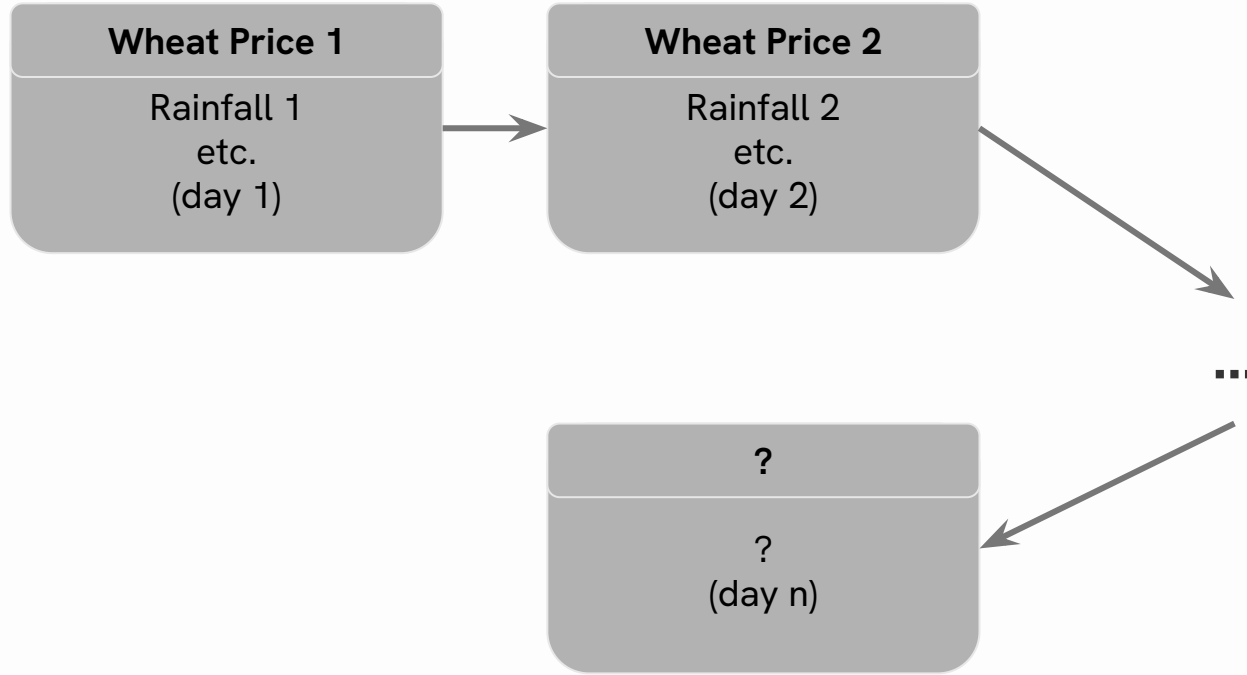 Wheat Price 1
Rainfall 1
etc.
(day 1)
Wheat Price 2
Rainfall 2
etc.
(day 2)
...
?
?
(day n)